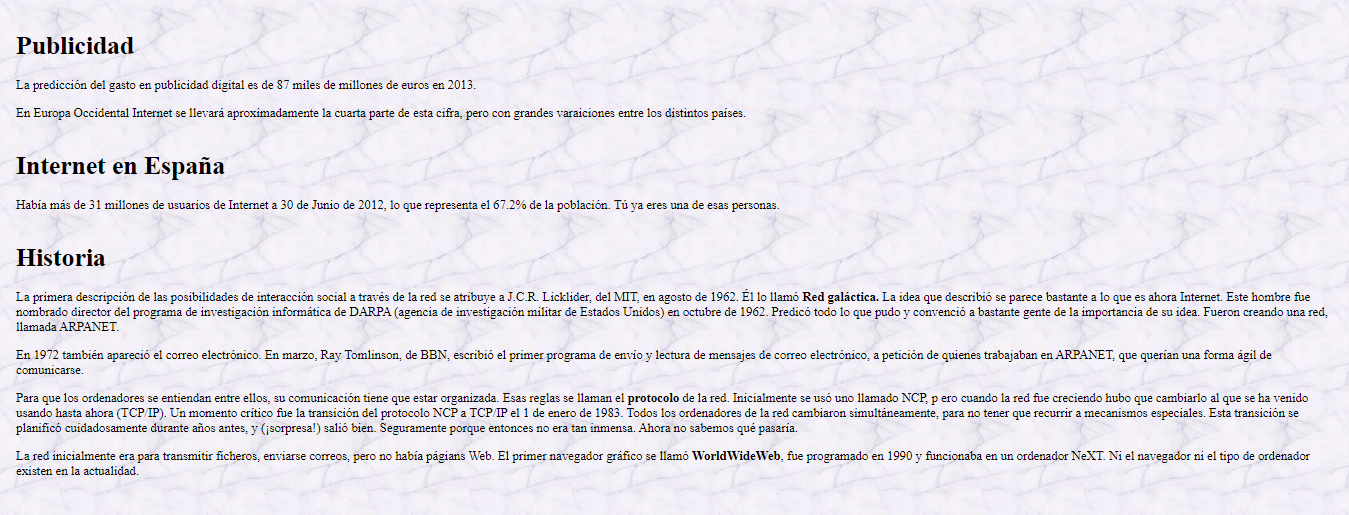 Publicidad
La predicción del gasto en publicidad digital es de 87 miles de millones de euros en 2013.
En Europa Occidental Internet se llevará aproximadamente la cuarta parte de esta cifra, pero con grandes varaiciones entre los distintos países.
Internet en España
Había más de 31 millones de usuarios de Internet a 30 de Junio de 2012, lo que representa el 67.2% de la población. Tú ya eres una de esas personas.
Historia
La primera descripción de las posibilidades de interacción social a través de la red se atribuye a J.C.R. Licklider, del MIT, en agosto de 1962. Él lo llamó Red galáctica. La idea que describió se parece bastante a lo que es ahora Internet. Este hombre fue
nombrado director del programa de investigación informática de DARPA (agencia de investigación militar de Estados Unidos) en octubre de 1962. Predicó todo lo que pudo y convenció a bastante gente de la importancia de su idea. Fueron creando una red,
llamada ARPANET.
En 1972 también apareció el correo electrónico. En marzo, Ray Tomlinson, de BBN, escribió el primer programa de envío y lectura de mensajes de correo electrónico, a petición de quienes trabajaban en ARPANET, que querían una forma ágil de
comunicarse.
Para que los ordenadores se entiendan entre ellos, su comunicación tiene que estar organizada. Esas reglas se llaman el protocolo de la red. Inicialmente se usó uno llamado NCP, p ero cuando la red fue creciendo hubo que cambiarlo al que se ha venido
usando hasta ahora (TCP/IP). Un momento crítico fue la transición del protocolo NCP a TCP/IP el 1 de enero de 1983. Todos los ordenadores de la red cambiaron simultáneamente, para no tener que recurrir a mecanismos especiales. Esta transición se
planificó cuidadosamente durante años antes, y (¡sorpresa!) salió bien. Seguramente porque entonces no era tan inmensa. Ahora no sabemos qué pasaría.
La red inicialmente era para transmitir ficheros, enviarse correos, pero no había págians Web. El primer navegador gráfico se llamó WorldWideWeb, fue programado en 1990 y funcionaba en un ordenador NeXT. Ni el navegador ni el tipo de ordenador
existen en la actualidad.